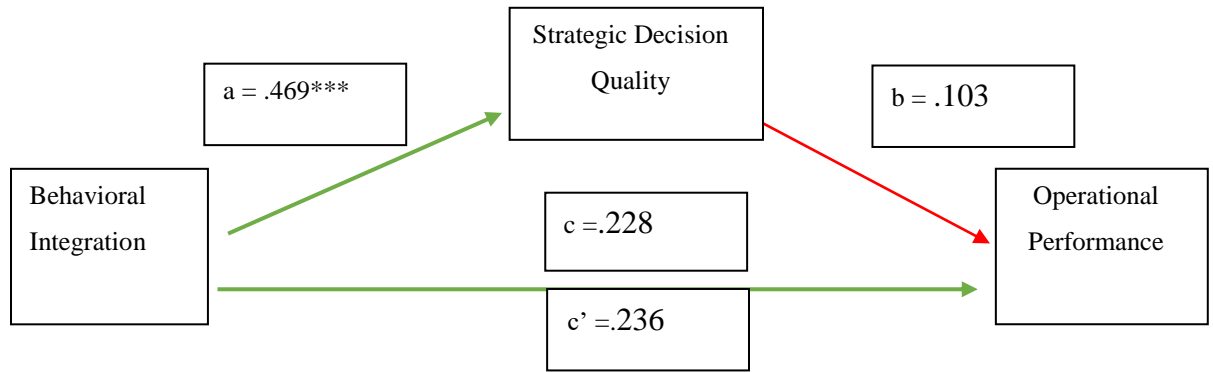 Strategic Decision
Quality
a = .469***
b = .103
Behavioral
Integration
c =.228
c’ =.236
Operational
Performance